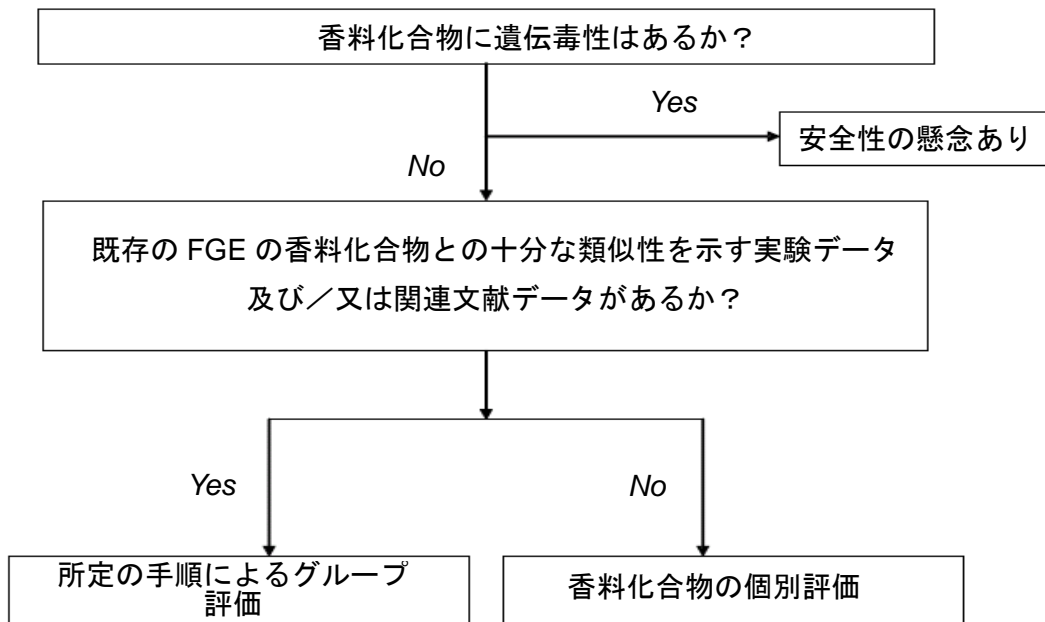 香料化合物に遺伝毒性はあるか？
Yes
安全性の懸念あり
No
既存の FGE の香料化合物との十分な類似性を示す実験データ
及び／又は関連文献データがあるか？
Yes
No
所定の手順によるグループ
評価
香料化合物の個別評価